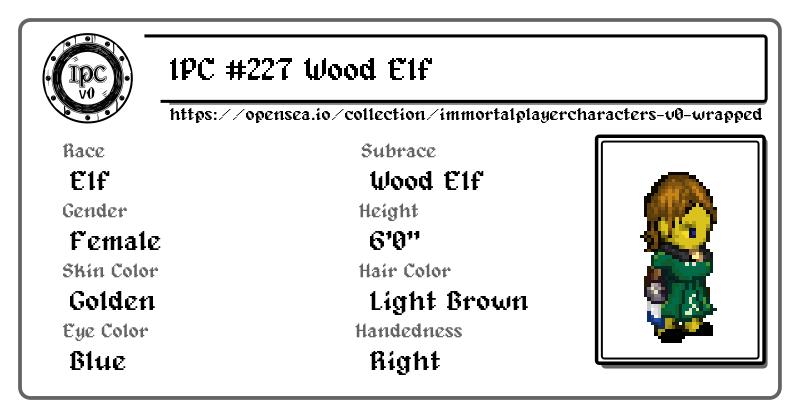 IPC
v0
IPC #227 Wood Elf
https://opensea.io/collection/immortalplayercharacters-v0-wrapped
Race
Elf
Subrace
Wood Elf
Gender
Female
Height
6'0"
Skin Color
Golden
Hair Color
Light Brown
Eye Color
Blue
Handedness
Right